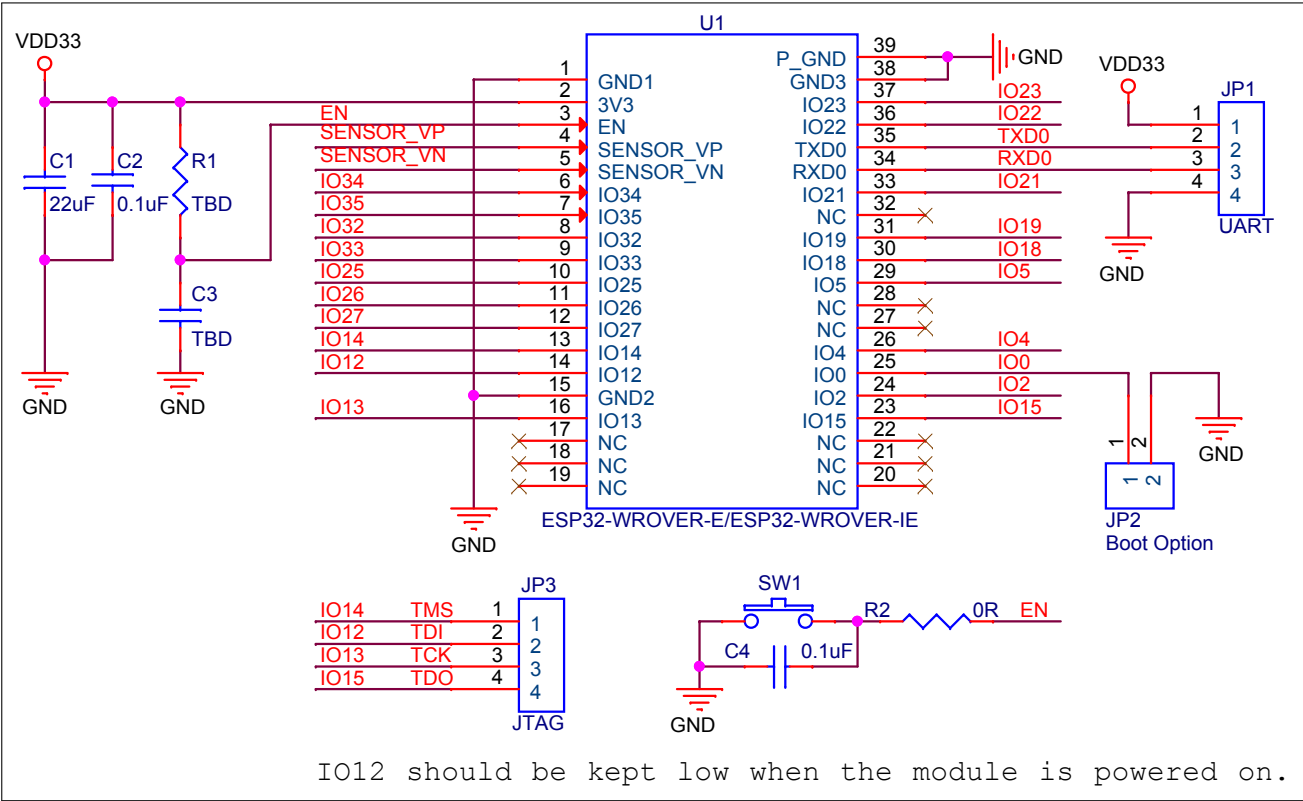 U1
VDD33
C1
22uF
C2
0.1uF
R1
TBD
C3
TBD
GND
GND
EN
SENSOR_VP
SENSOR_VN
IO34
IO35
IO32
IO33
IO25
IO26
IO27
IO14
IO12
IO13
1 GND1
2 3V3
3 EN
4 SENSOR_VP
5 SENSOR_VN
6 IO34
7 IO35
8 IO32
9 IO33
10 IO25
11 IO26
12 IO27
13 IO14
14 IO12
15 GND2
16 IO13
17 NC
18 NC
19 NC
GND
P_GND 39
GND3 38
IO23 37 IO23
IO22 36 IO22
TXD0 35 TXD0
RXD0 34 RXD0
IO21 33 IO21
NC 32
IO19 31 IO19
IO18 30 IO18
IO5 29 IO5
NC 28
NC 27
IO4 26 IO4
IO0 25 IO0
IO2 24 IO2
IO15 23 IO15
NC 22
NC 21
NC 20
GND
ESP32-WROVER-E/ESP32-WROVER-IE
VDD33
JP1
1 1
2 2
3 3
4 4
UART
GND
GND
1 2
1 2
JP2
Boot Option
JP3
IO14 TMS 1 1
IO12 TDI 2 2
IO13 TCK 3 3
IO15 TDO 4 4
JTAG
SW1
R2 0R EN
C4 0.1uF
GND
IO12 should be kept low when the module is powered on.